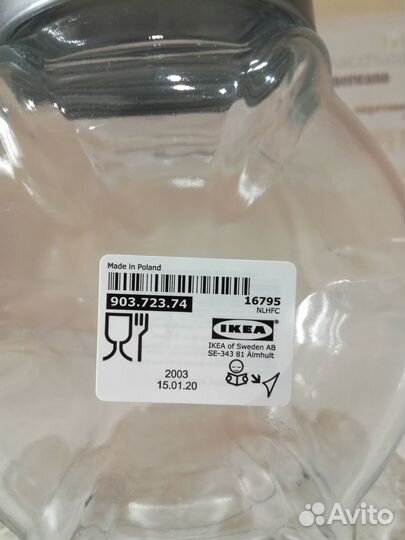 americano
Made in Poland
903.723.74
16795
NLHFC
IKEA
IKEA of Sweden AB
SE-343 81 Älmhult
2003
15.01.20
Avito